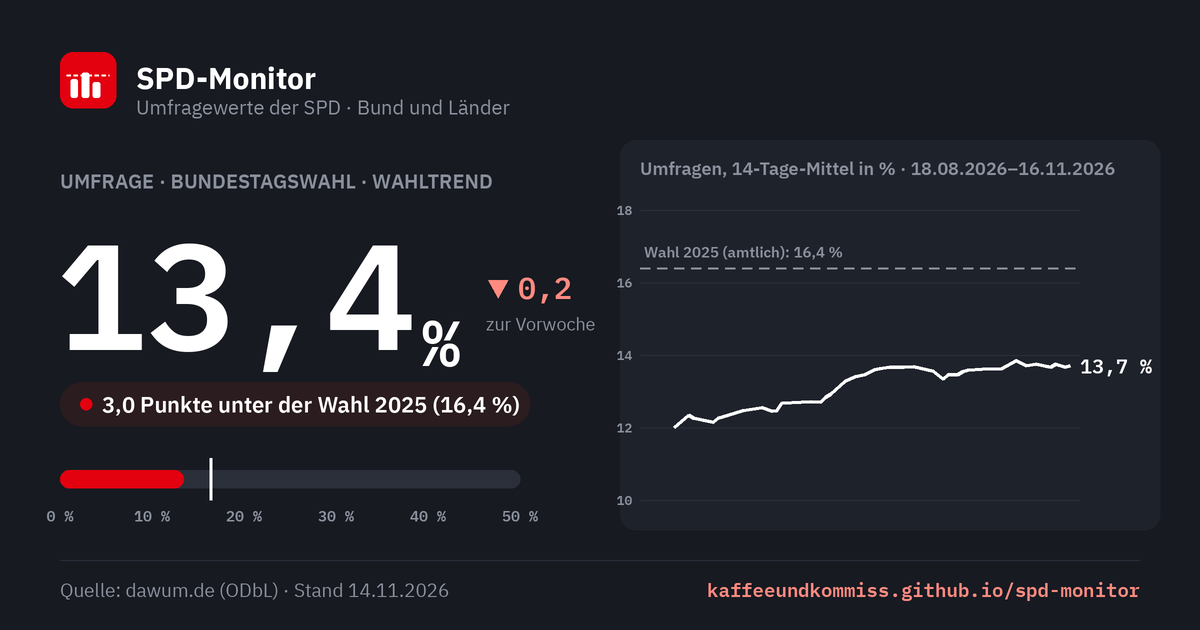 SPD-Monitor
Umfragewerte der SPD · Bund und Länder
UMFRAGE · BUNDESTAGSWAHL · WAHLTREND
13,4 %
▼ 0,2
zur Vorwoche
3,0 Punkte unter der Wahl 2025 (16,4 %)
0 % 10 % 20 % 30 % 40 % 50 %
Umfragen, 14-Tage-Mittel in % · 18.08.2026–16.11.2026
18
Wahl 2025 (amtlich): 16,4 %
16
14
13,7 %
12
10
Quelle: dawum.de (ODbL) · Stand 14.11.2026
kaffeeundkommiss.github.io/spd-monitor